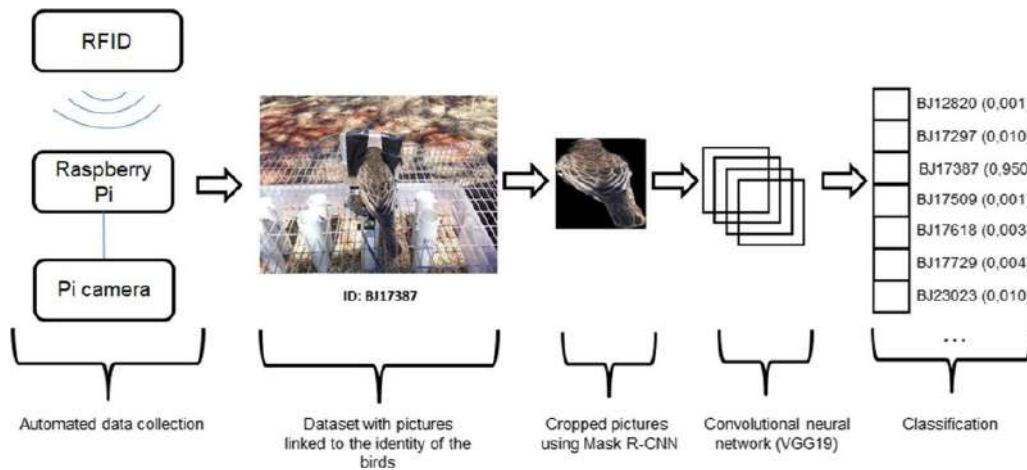 RFID
Raspberry
Pi
Pi camera
ID: BJ17387
BJ12820 (0,001)
BJ17297 (0,010)
BJ17387 (0,950
BJ17509 (0,001)
BJ17618 (0,003)
BJ17729 (0,004)
BJ23023 (0,010)
...
Automated data collection
Dataset with pictures
linked to the identity of the
birds
Cropped pictures
using Mask R-CNN
Convolutional neural
network (VGG19)
Classification